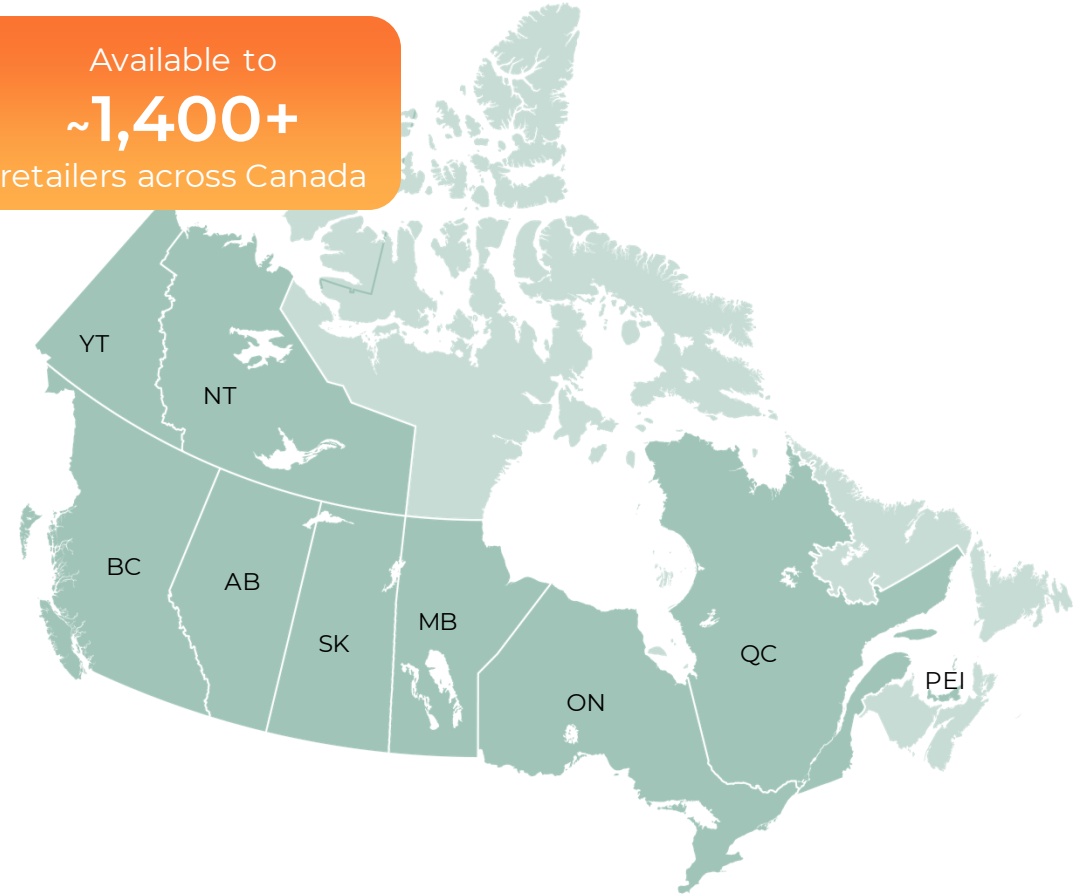 Available to
~1,400+
retailers across Canada
YT
NT
BC
AB
SK
MB
ON
QC
PEI